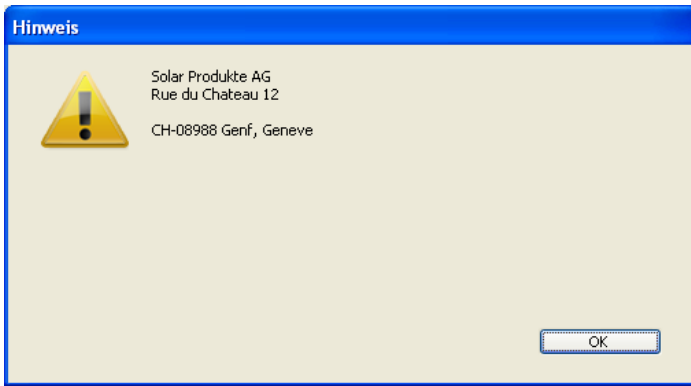 Hinweis
Solar Produkte AG
Rue du Chateau 12
CH-08988 Genf, Geneve
OK